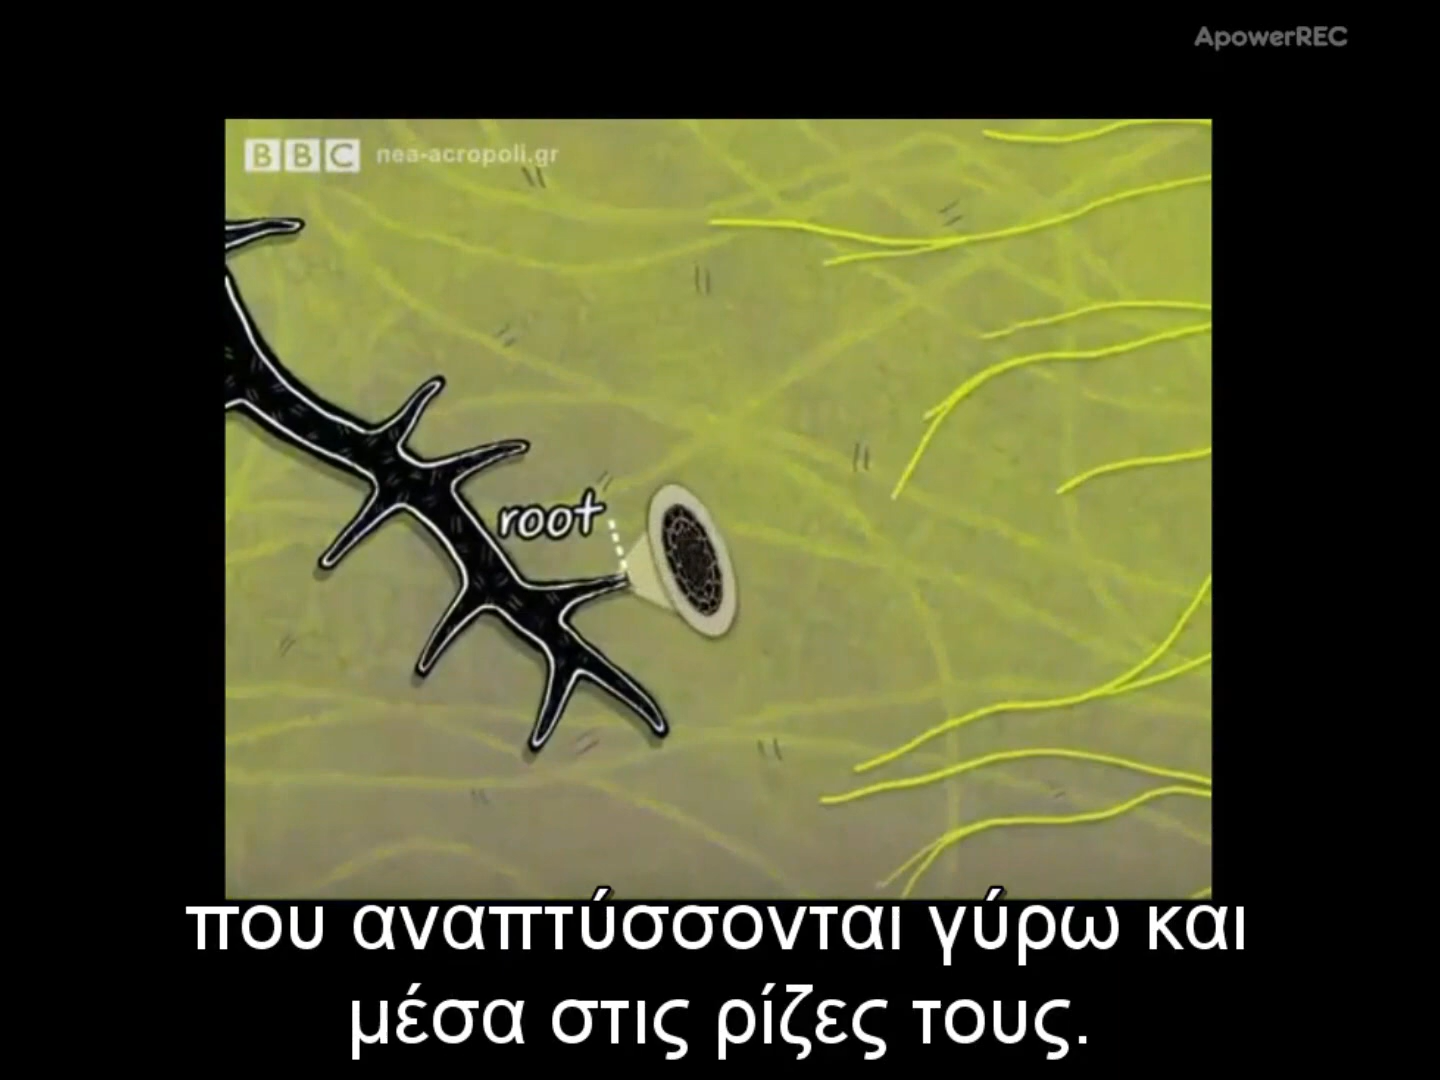 ApowerREC
BBC nea-acropoli.gr
root
που αναπτύσσονται γύρω και
μέσα στις ρίζες τους.